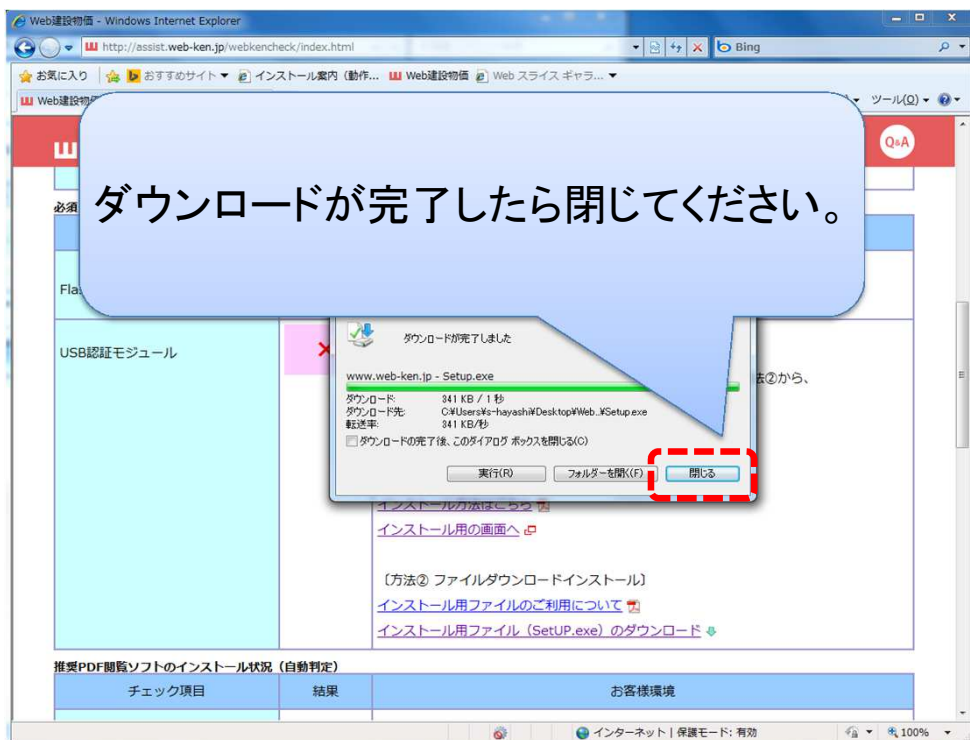 Web建設物価 - Windows Internet Explorer
http://assist.web-ken.jp/webkencheck/index.html
Bing
お気に入り
おすすめサイト ▼
インストール案内（動作...
Web建設物価
Web スライス ギャラ... ▼
Web建設物価
ツール(O)
Q&A
ダウンロードが完了したら閉じてください。
必須
Fla
USB認証モジュール
×
法②から、
ダウンロードが完了しました
www.web-ken.jp - Setup.exe
ダウンロード: 341 KB / 1 秒
ダウンロード先: C:¥Users¥s-hayashi¥Desktop¥Web...¥Setup.exe
転送率: 341 KB/秒
ダウンロードの完了後、このダイアログ ボックスを閉じる(C)
実行(R)
フォルダーを開く(F)
閉じる
インストール方法はこちら
インストール用の画面へ
〔方法② ファイルダウンロードインストール〕
インストール用ファイルのご利用について
インストール用ファイル（SetUP.exe）のダウンロード
推奨PDF閲覧ソフトのインストール状況（自動判定）
チェック項目
結果
お客様環境
インターネット | 保護モード: 有効
100%